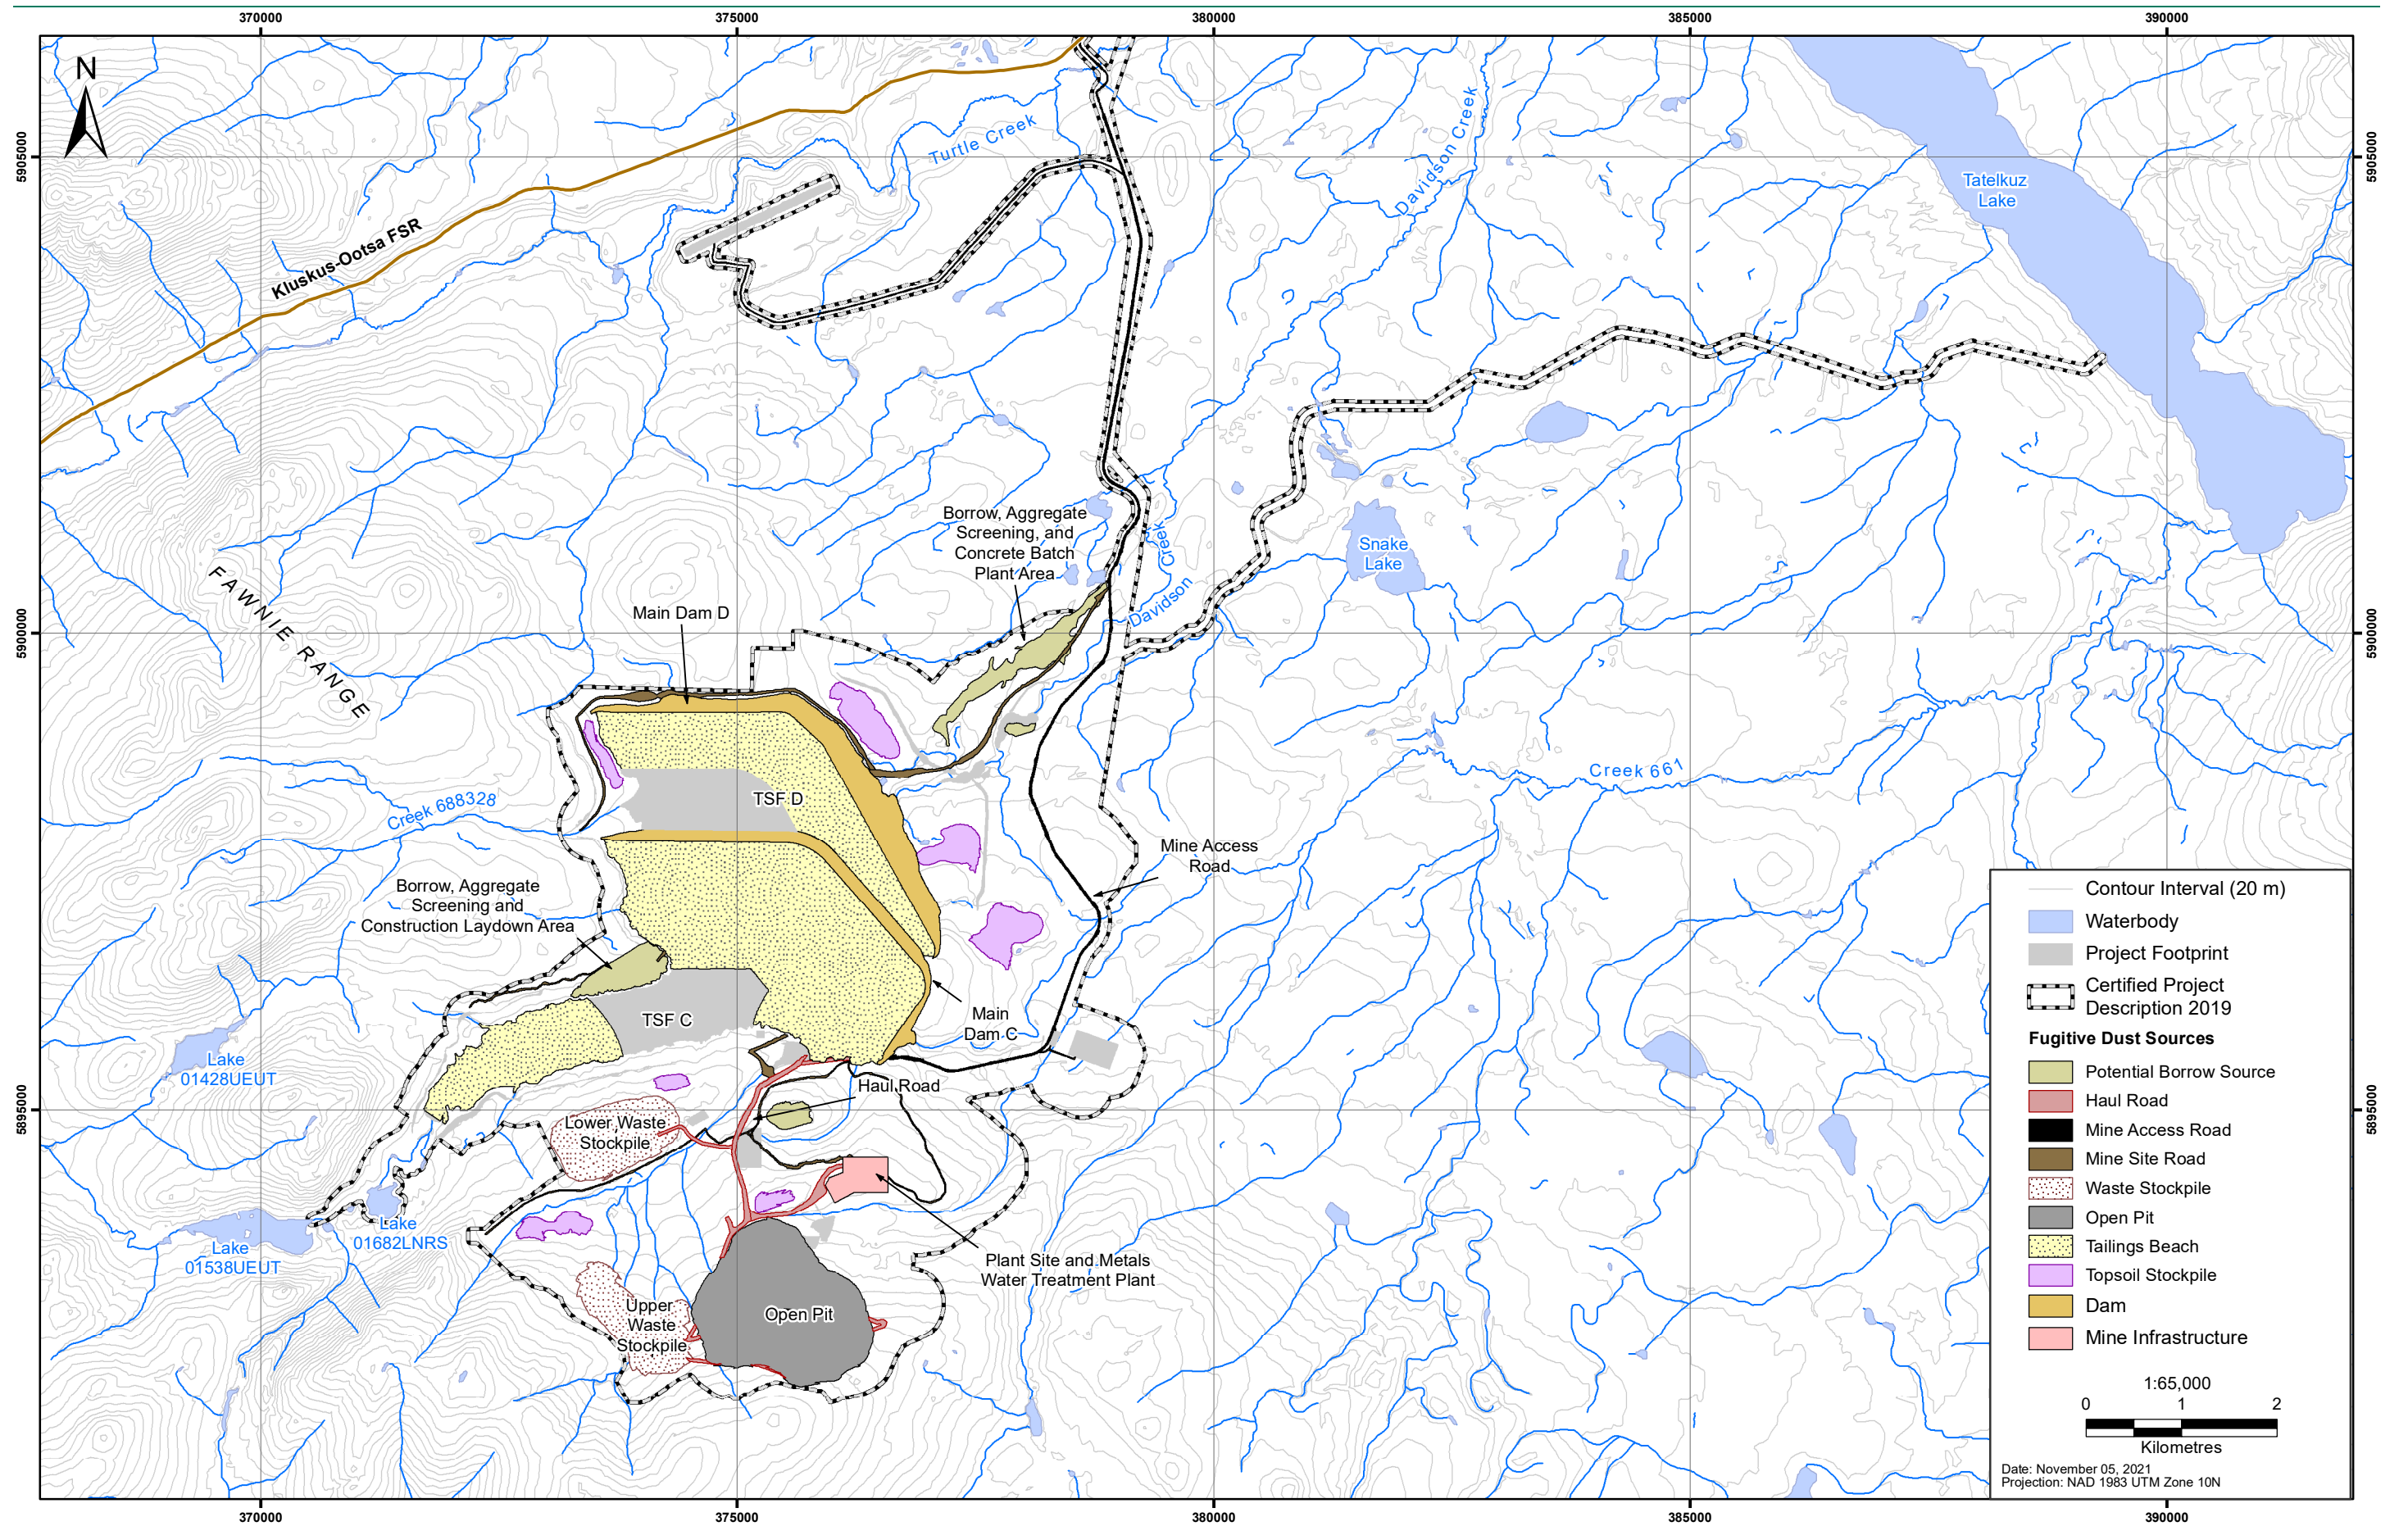 370000
375000
380000
385000
390000
N
5905000
5905000
Turtle Creek
Davidson Creek
Tatelkuz
Lake
Kluskus-Ootsa FSR
Borrow, Aggregate
Screening, and
Concrete Batch
Plant Area
Snake
Lake
Davidson
Creek
FAWNIE RANGE
Main Dam D
5900000
5900000
TSF D
Creek 661
Creek 688328
Mine Access
Road
Borrow, Aggregate
Screening and
Construction Laydown Area
TSF C
Main
Dam C
Lake
01428UEUT
Haul Road
5895000
5895000
Lower Waste
Stockpile
Lake
01682LNRS
Lake
01538UEUT
Plant Site and Metals
Water Treatment Plant
Upper
Waste
Stockpile
Open Pit
Contour Interval (20 m)
Waterbody
Project Footprint
Certified Project
Description 2019
Fugitive Dust Sources
Potential Borrow Source
Haul Road
Mine Access Road
Mine Site Road
Waste Stockpile
Open Pit
Tailings Beach
Topsoil Stockpile
Dam
Mine Infrastructure
1:65,000
0 1 2
Kilometres
Date: November 05, 2021
Projection: NAD 1983 UTM Zone 10N
370000
375000
380000
385000
390000